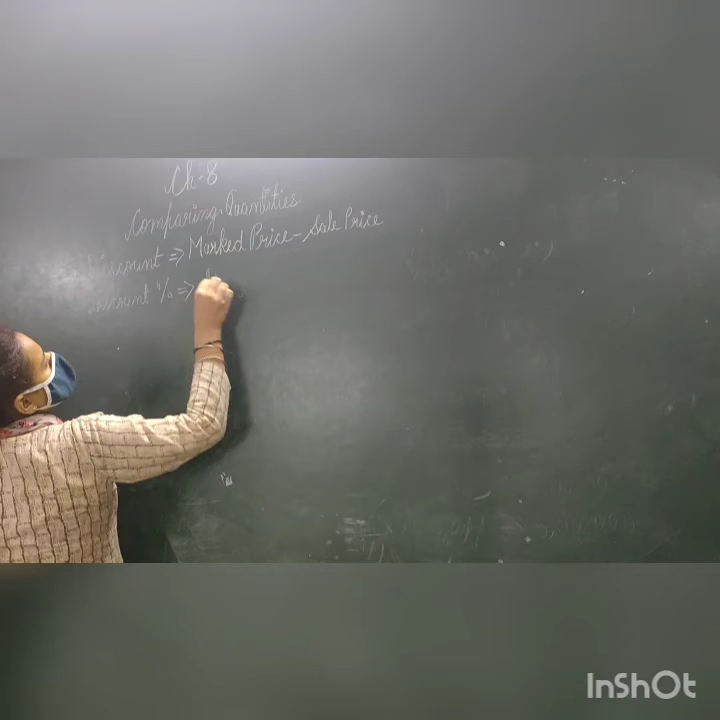 Ch-8
Comparing Quantities
Discount ⇒ Marked Price - Sale Price
Discount % ⇒
InShOt